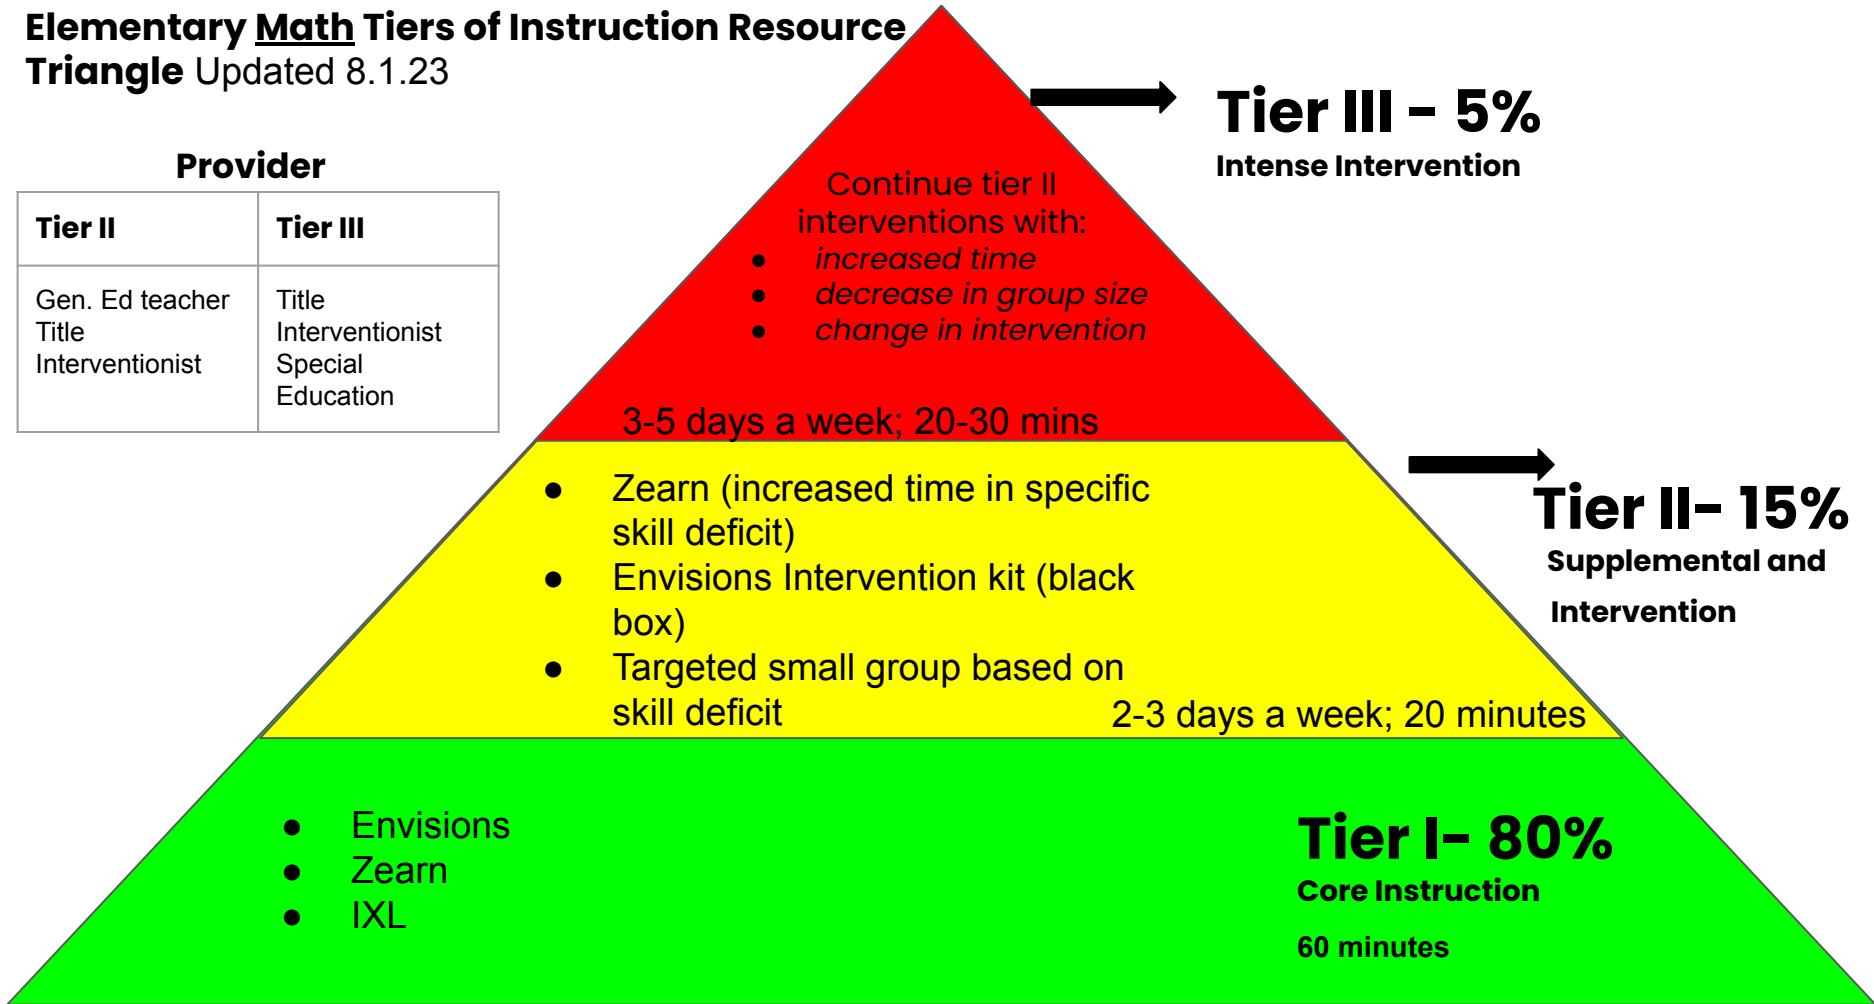 Elementary Math Tiers of Instruction Resource
Triangle Updated 8.1.23
Provider
Tier II
Tier III
Gen. Ed teacher
Title
Interventionist
Title
Interventionist
Special
Education
Tier III - 5%
Intense Intervention
Continue tier II
interventions with:
● increased time
● decrease in group size
● change in intervention
3-5 days a week; 20-30 mins
● Zearn (increased time in specific
skill deficit)
● Envisions Intervention kit (black
box)
● Targeted small group based on
skill deficit
2-3 days a week; 20 minutes
Tier II- 15%
Supplemental and
Intervention
● Envisions
● Zearn
● IXL
Tier I- 80%
Core Instruction
60 minutes